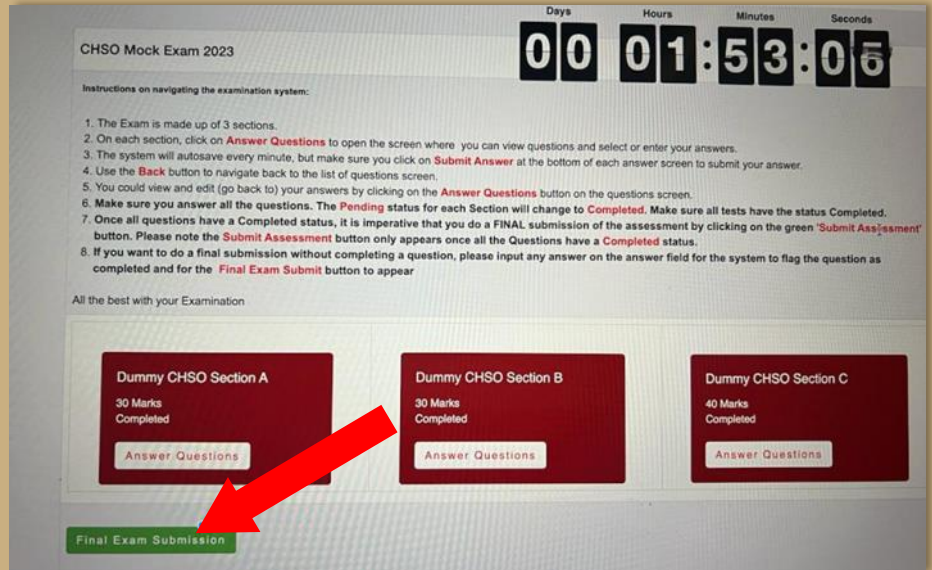 Days Hours Minutes Seconds
CHSO Mock Exam 2023
00 01:53:0
Instructions on navigating the examination system:
1. The Exam is made up of 3 sections.
2. On each section, click on Answer Questions to open the screen where you can view questions and select or enter your answers.
3. The system will autosave every minute, but make sure you click on Submit Answer at the bottom of each answer screen to submit your answer.
4. Use the Back button to navigate back to the list of questions screen.
5. You could view and edit (go back to) your answers by clicking on the Answer Questions button on the questions screen.
6. Make sure you answer all the questions. The Pending status for each Section will change to Completed. Make sure all tests have the status Completed.
7. Once all questions have a Completed status, it is imperative that you do a FINAL submission of the assessment by clicking on the green 'Submit Assessment'
button. Please note the Submit Assessment button only appears once all the Questions have a Completed status.
8. If you want to do a final submission without completing a question, please input any answer on the answer field for the system to flag the question as
completed and for the Final Exam Submit button to appear
All the best with your Examination
Dummy CHSO Section A
30 Marks
Completed
Answer Questions
Dummy CHSO Section B
30 Marks
Completed
Answer Questions
Dummy CHSO Section C
40 Marks
Completed
Answer Questions
Final Exam Submission